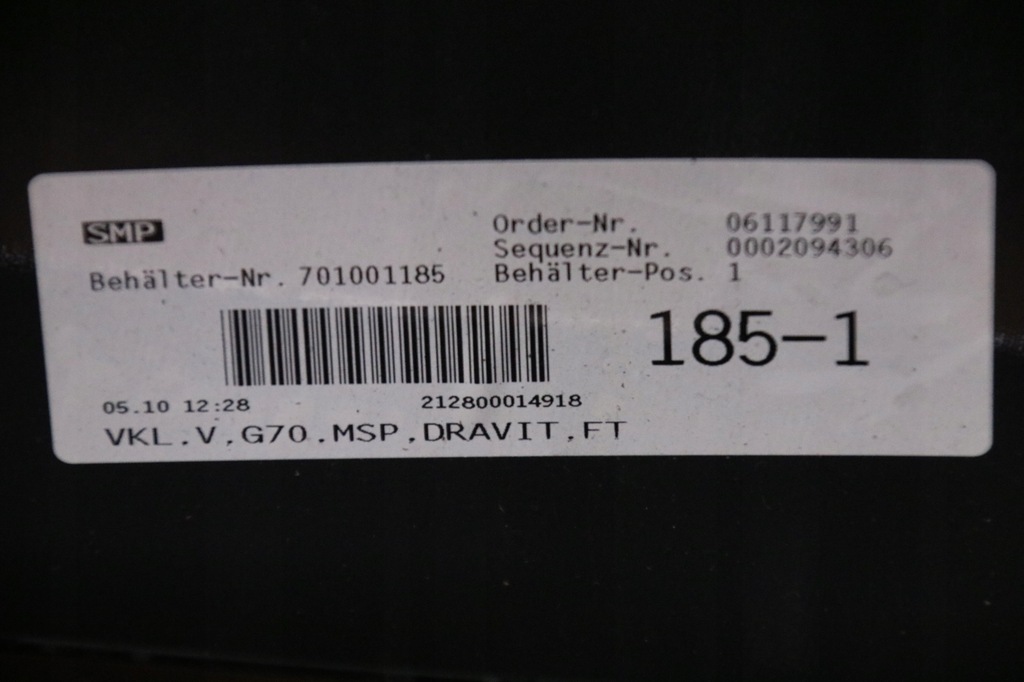 SMP
Order-Nr. 06117991
Sequenz-Nr. 0002094306
Behälter-Nr. 701001185 Behälter-Pos. 1
185-1
05.10 12:28 212800014918
VKL.V,G70.MSP,DRAVIT,FT